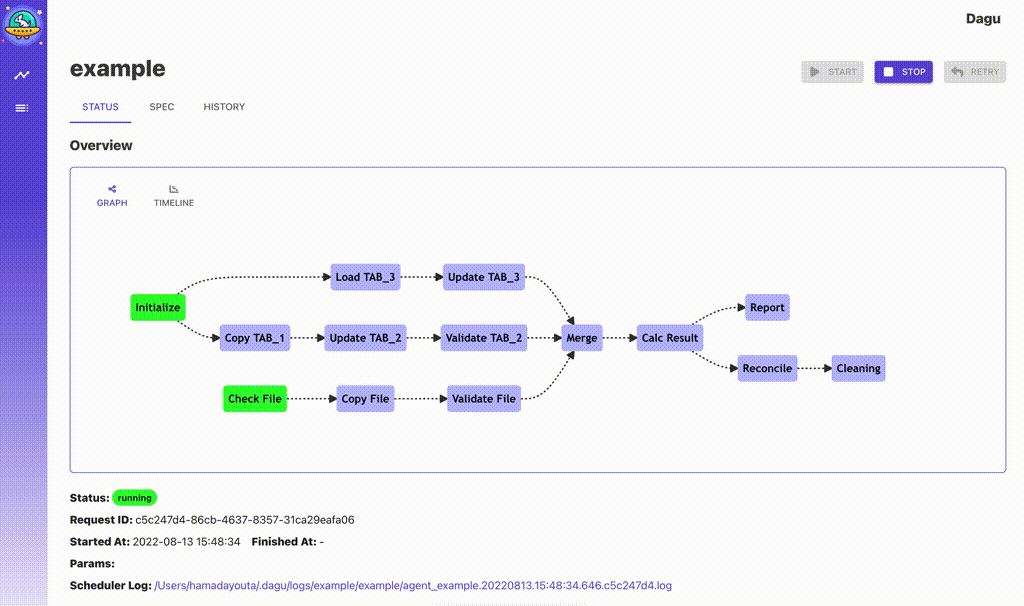 Dagu
example
START STOP RETRY
STATUS SPEC HISTORY
Overview
GRAPH TIMELINE
Load TAB_3 Update TAB_3
Initialize Report
Copy TAB_1 Update TAB_2 Validate TAB_2 Merge Calc Result
Reconcile Cleaning
Check File Copy File Validate File
Status: running
Request ID: c5c247d4-86cb-4637-8357-31ca29eafa06
Started At: 2022-08-13 15:48:34 Finished At: -
Params:
Scheduler Log: /Users/hamadayouta/.dagu/logs/example/example/agent_example.20220813.15:48:34.646.c5c247d4.log